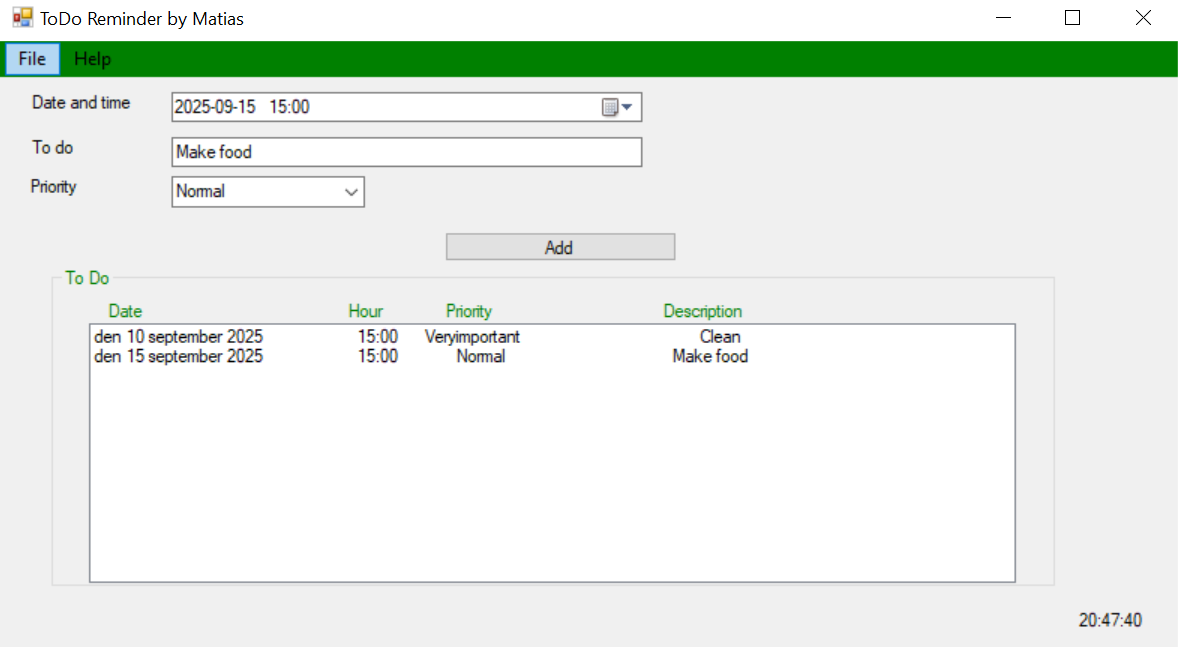 ToDo Reminder by Matias
File Help
Date and time 2025-09-15 15:00
To do Make food
Priority Normal
Add
To Do
Date Hour Priority Description
den 10 september 2025 15:00 Veryimportant Clean
den 15 september 2025 15:00 Normal Make food
20:47:40